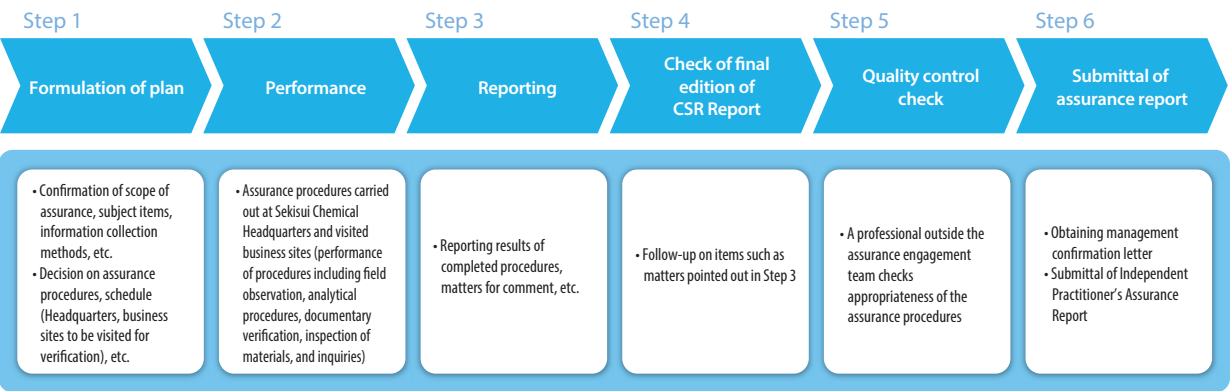 Step 1
Step 2
Step 3
Step 4
Step 5
Step 6
Formulation of plan
Performance
Reporting
Check of final
edition of
CSR Report
Quality control
check
Submittal of
assurance report
• Confirmation of scope of
assurance, subject items,
information collection
methods, etc.
• Decision on assurance
procedures, schedule
(Headquarters, business
sites to be visited for
verification), etc.
• Assurance procedures carried
out at Sekisui Chemical
Headquarters and visited
business sites (performance
of procedures including field
observation, analytical
procedures, documentary
verification, inspection of
materials, and inquiries)
• Reporting results of
completed procedures,
matters for comment, etc.
• Follow-up on items such as
matters pointed out in Step 3
• A professional outside the
assurance engagement
team checks
appropriateness of the
assurance procedures
• Obtaining management
confirmation letter
• Submittal of Independent
Practitioner's Assurance
Report